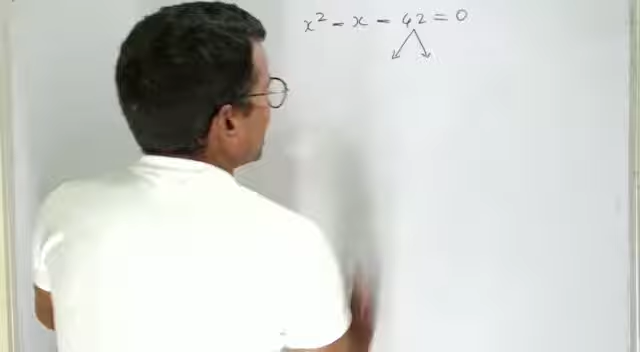 x² - x - 42 = 0